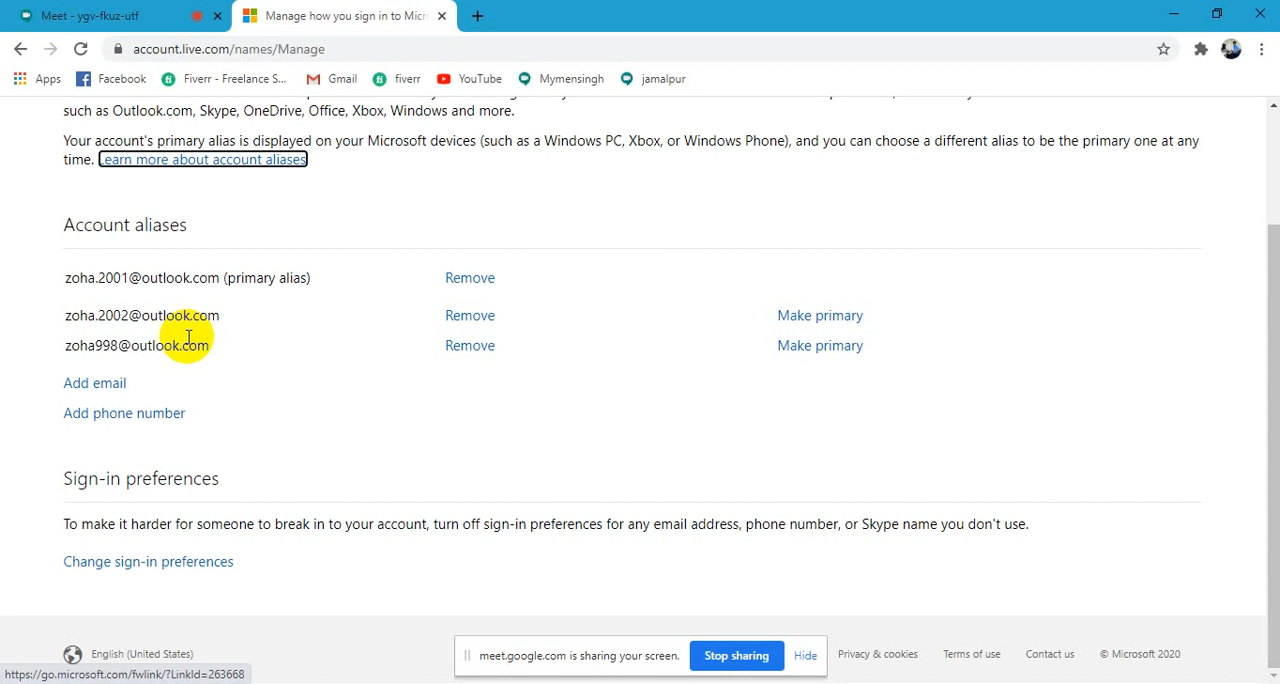 Meet - ygv-fkuz-utf
Manage how you sign in to Micr
account.live.com/names/Manage
Apps Facebook Fiverr - Freelance S... Gmail fiverr YouTube Mymensingh jamalpur
such as Outlook.com, Skype, OneDrive, Office, Xbox, Windows and more.
Your account's primary alias is displayed on your Microsoft devices (such as a Windows PC, Xbox, or Windows Phone), and you can choose a different alias to be the primary one at any
time. Learn more about account aliases
Account aliases
zoha.2001@outlook.com (primary alias) Remove
zoha.2002@outlook.com Remove Make primary
zoha998@outlook.com Remove Make primary
Add email
Add phone number
Sign-in preferences
To make it harder for someone to break in to your account, turn off sign-in preferences for any email address, phone number, or Skype name you don't use.
Change sign-in preferences
English (United States)
meet.google.com is sharing your screen. Stop sharing Hide
Privacy & cookies Terms of use Contact us © Microsoft 2020
https://go.microsoft.com/fwlink/?LinkId=263668